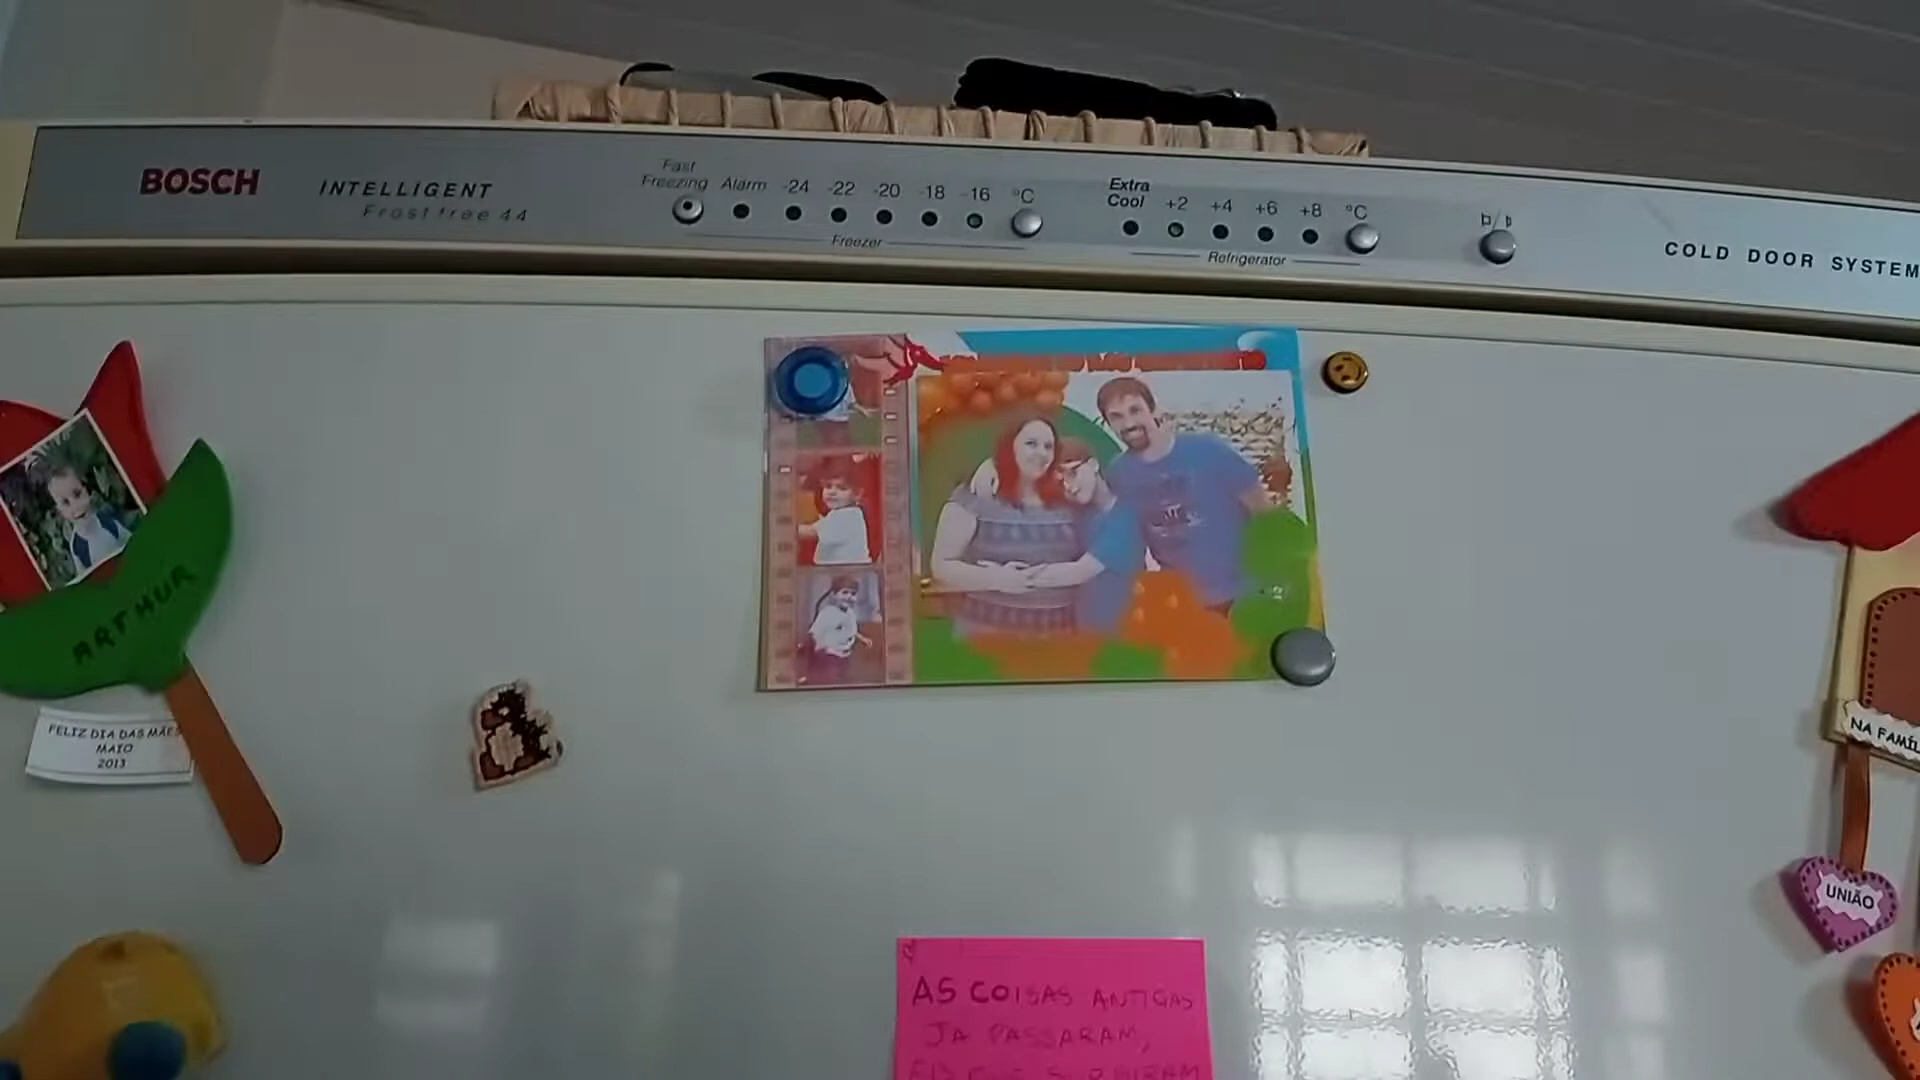 BOSCH
INTELLIGENT
Frost free 44
Fast
Freezing Alarm -24 -22 -20 -18 -16 °C
Freezer
Extra
Cool +2 +4 +6 +8 °C
Refrigerator
COLD DOOR SYSTEM
ARTHUR
FELIZ DIA DAS MÃES
MAIO
2013
NA FAMÍL
UNIÃO
AS COISAS ANTIGAS
JA PASSARAM,